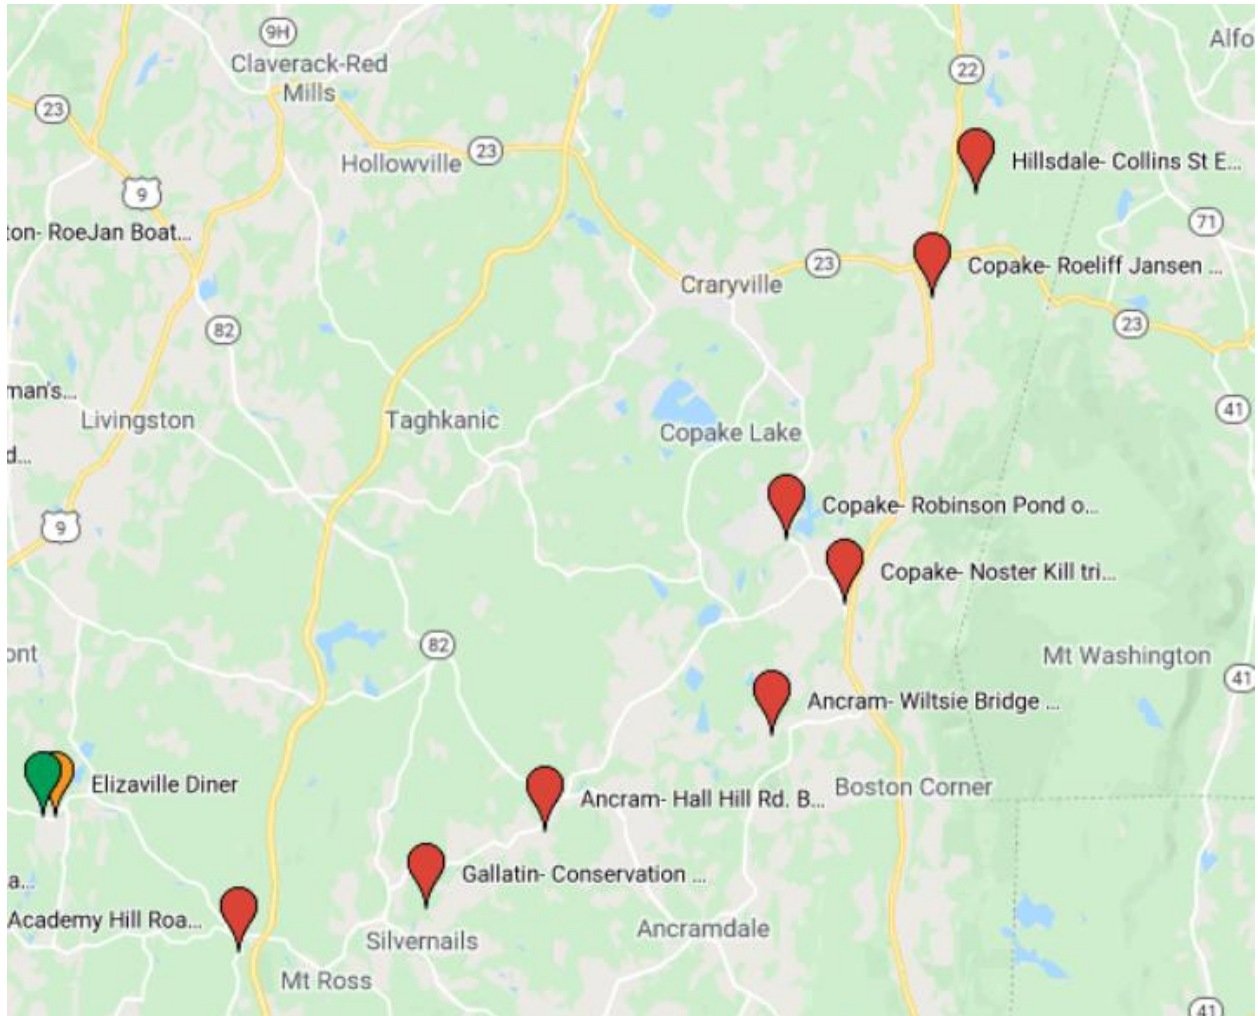 9H
Claverack-Red
Mills
Alfo
22
23
Hollowville
23
Hillsdale- Collins St E...
9
71
ton- RoeJan Boat...
23
Copake- Roeliff Jansen ...
Craryville
82
23
man's...
41
Livingston
Taghkanic
Copake Lake
d...
Copake- Robinson Pond o...
9
Copake- Noster Kill tri...
82
ont
Mt Washington
41
Ancram- Wiltsie Bridge ...
Elizaville Diner
Boston Corner
Ancram- Hall Hill Rd. B...
Gallatin- Conservation ...
a...
Academy Hill Roa...
Ancramdale
Silvernails
Mt Ross
41